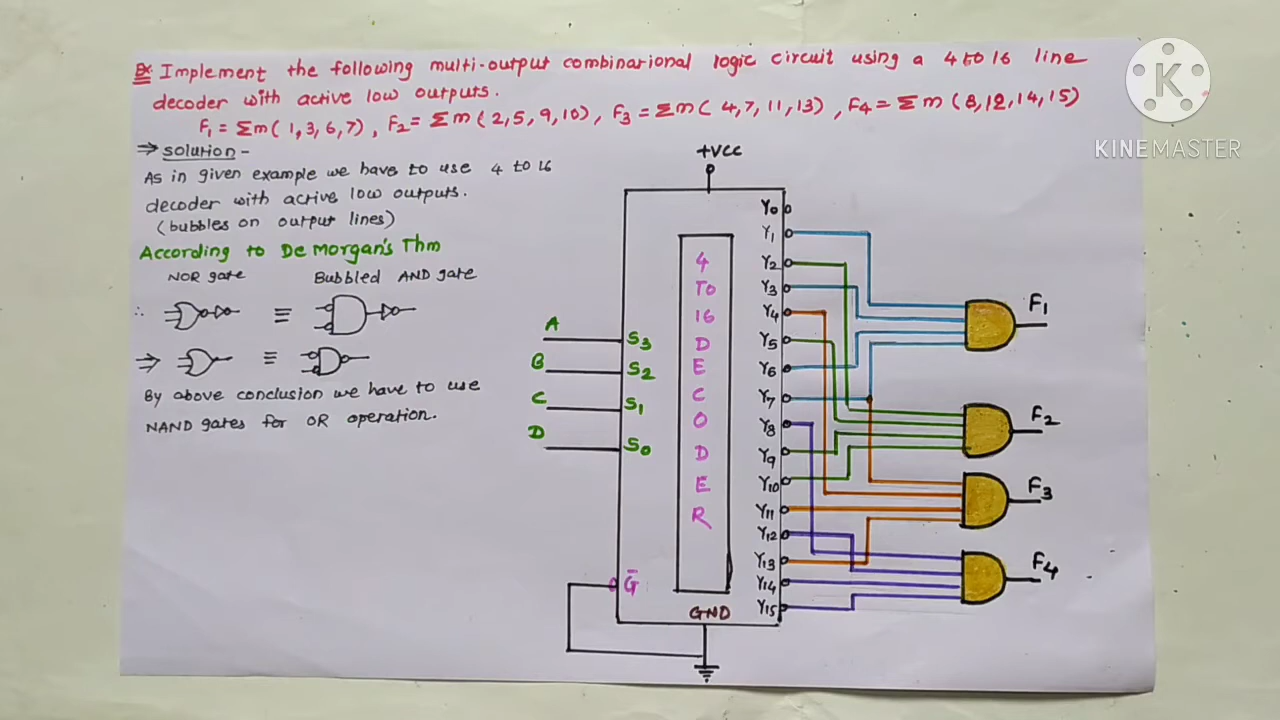 Ex Implement the following multi-output combinational logic circuit using a 4 to 16 line
decoder with active low outputs.
F1 = Σm(1,3,6,7), F2 = Σm(2,5,9,10), F3 = Σm(4,7,11,13), F4 = Σm(8,12,14,15)
⇒ solution -
As in given example we have to use 4 to 16
decoder with active low outputs.
(bubbles on output lines)
According to De Morgan's Thm
NOR gate Bubbled AND gate
∴ ≡
⇒ ≡
By above conclusion we have to use
NAND gates for OR operation.
+Vcc
4
TO
16
D
E
C
O
D
E
R
A S3
B S2
C S1
D S0
G̅
GND
Y0
Y1
Y2
Y3
Y4
Y5
Y6
Y7
Y8
Y9
Y10
Y11
Y12
Y13
Y14
Y15
F1
F2
F3
F4
K
KINEMASTER